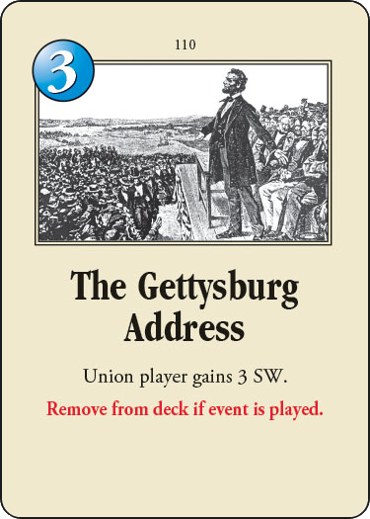 110
3
The Gettysburg
Address
Union player gains 3 SW.
Remove from deck if event is played.